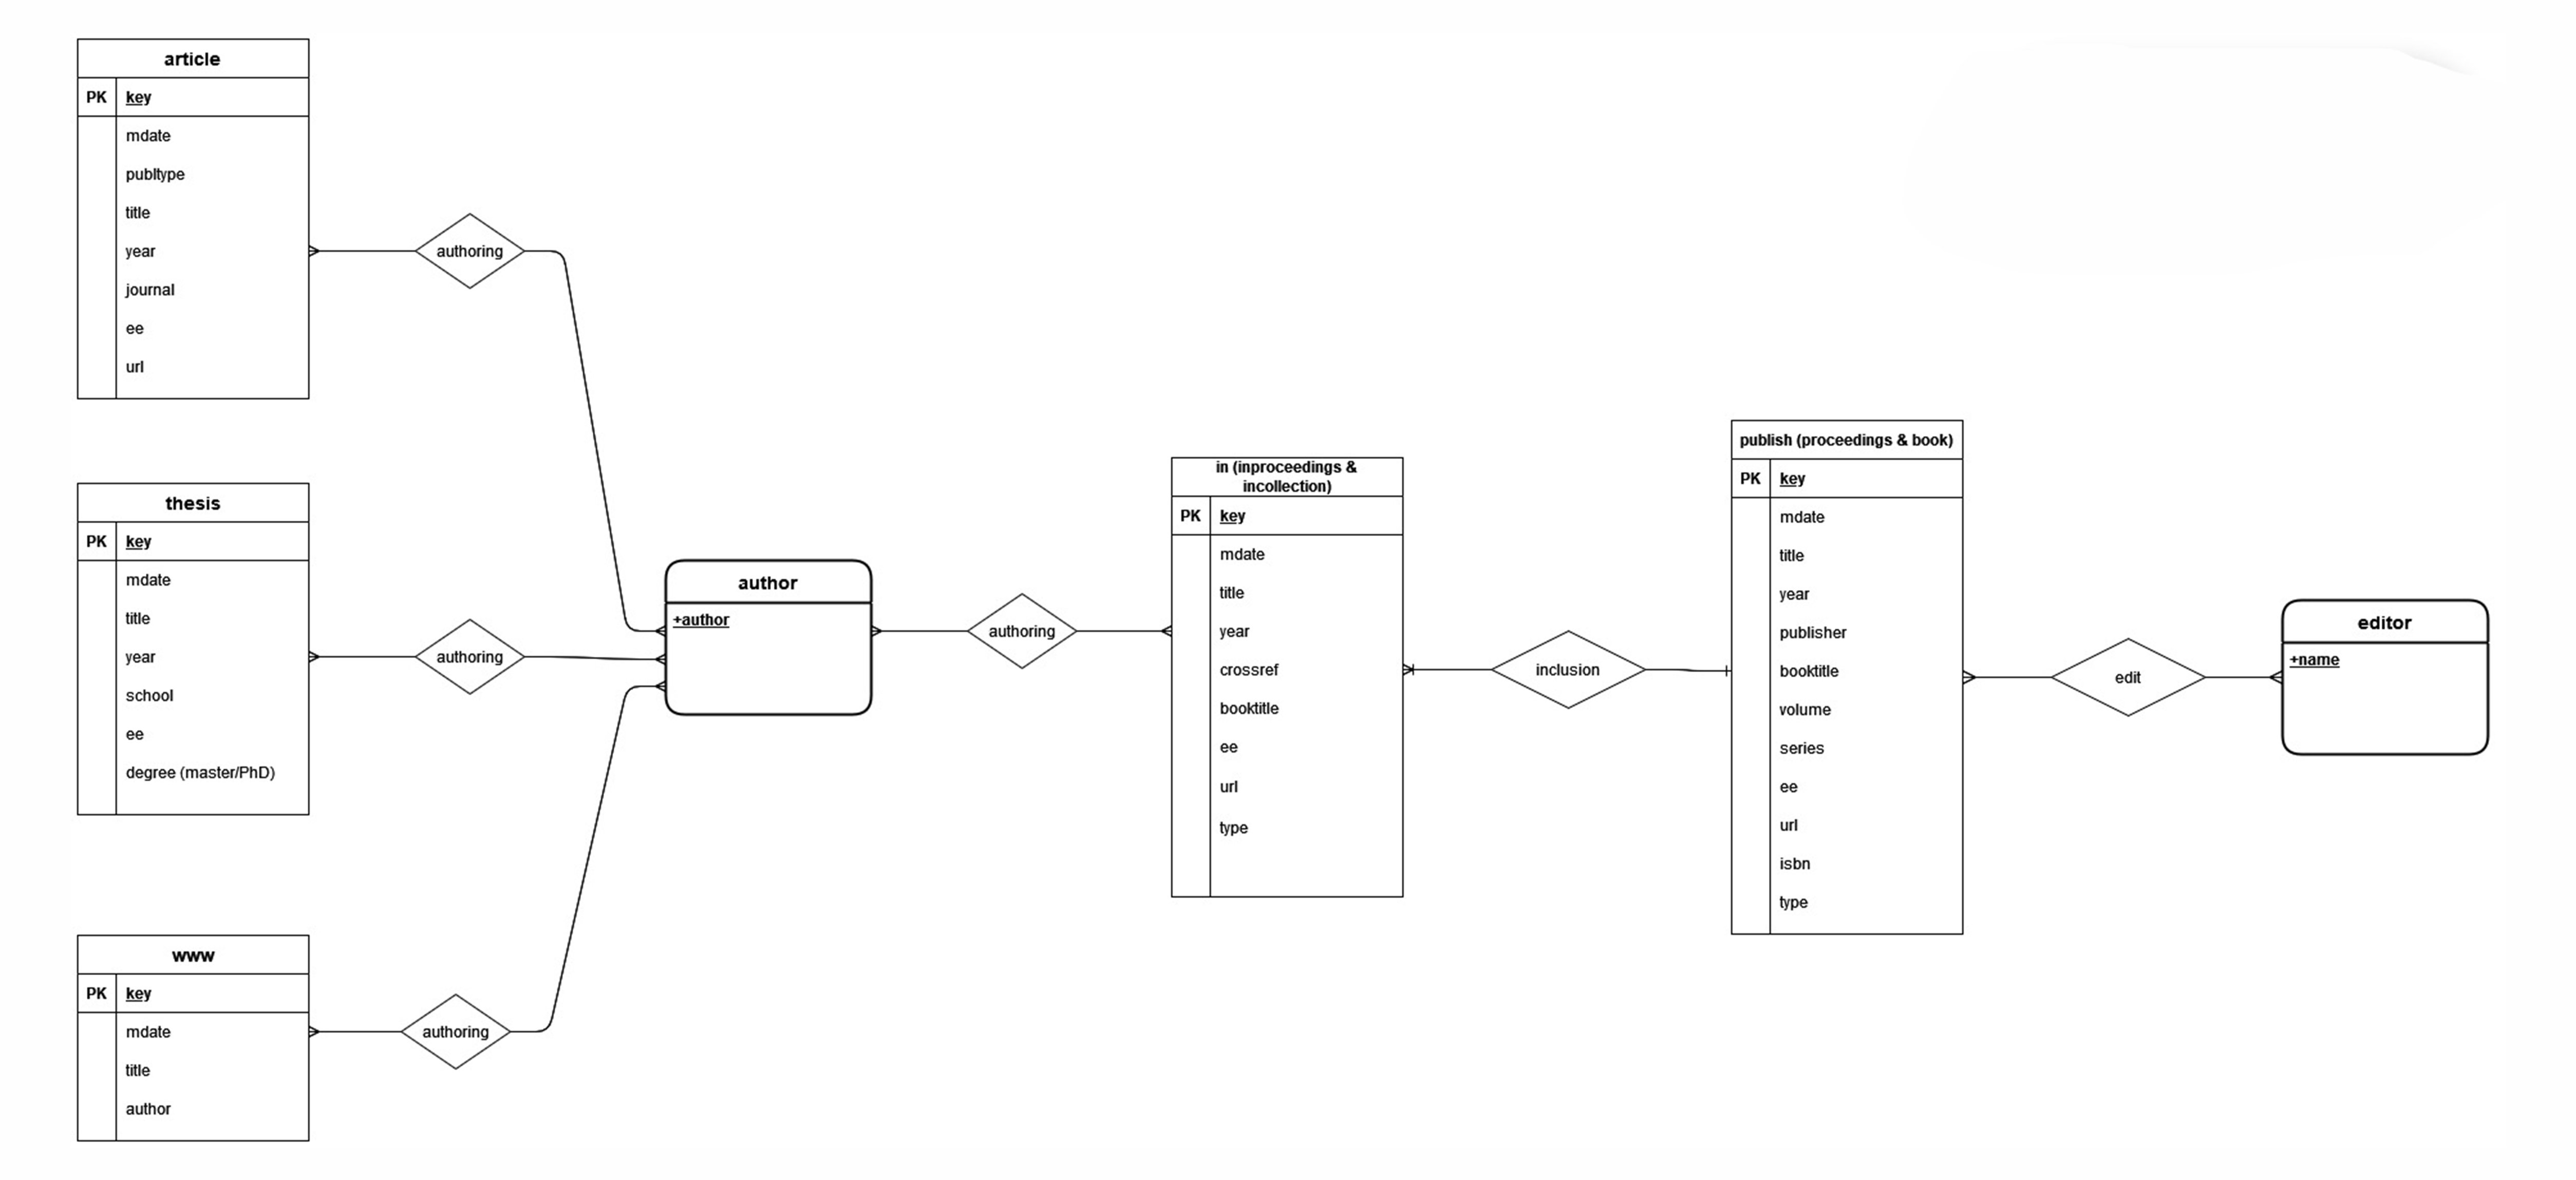 article
PK key
mdate
publtype
title
year
journal
ee
url
authoring
thesis
PK key
mdate
title
year
school
ee
degree (master/PhD)
authoring
www
PK key
mdate
title
author
authoring
author
+author
authoring
in (inproceedings &
incollection)
PK key
mdate
title
year
crossref
booktitle
ee
url
type
inclusion
publish (proceedings & book)
PK key
mdate
title
year
publisher
booktitle
volume
series
ee
url
isbn
type
edit
editor
+name